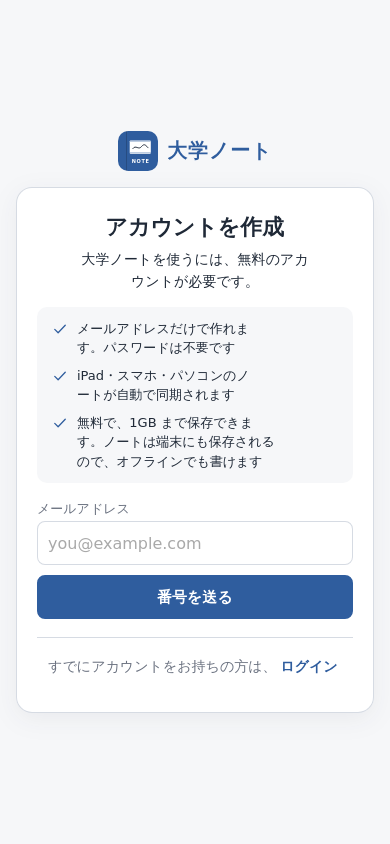 NOTE
大学ノート
アカウントを作成
大学ノートを使うには、無料のアカ
ウントが必要です。
メールアドレスだけで作れま
す。パスワードは不要です
iPad・スマホ・パソコンのノ
ートが自動で同期されます
無料で、1GB まで保存できま
す。ノートは端末にも保存される
ので、オフラインでも書けます
メールアドレス
you@example.com
番号を送る
すでにアカウントをお持ちの方は、 ログイン